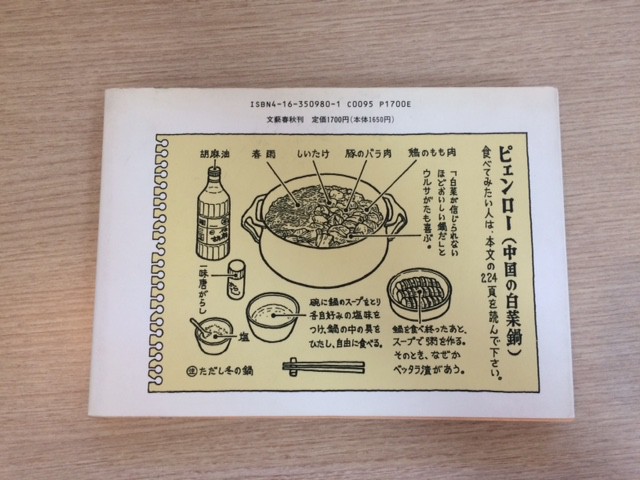 ISBN4-16-350980-1 C0095 P1700E
文藝春秋刊 定価1700円(本体1650円)
ピェンロー(中国の白菜鍋)
食べてみたい人は、本文の224頁を読んで下さい。
胡麻油
春雨
しいたけ
豚のバラ肉
鶏のもも肉
「白菜が信じられない
ほどおいしい鍋だし」と
ウルサがたも喜ぶ。
一味唐がらし
塩
碗に鍋のスープをとり
各自好みの塩味を
つけ、鍋の中の具を
ひたし、自由に食べる。
鍋を食べ終ったあと、
スープで粥を作る。
そのとき、なぜか
ベッタラ漬がある。
注 ただし冬の鍋